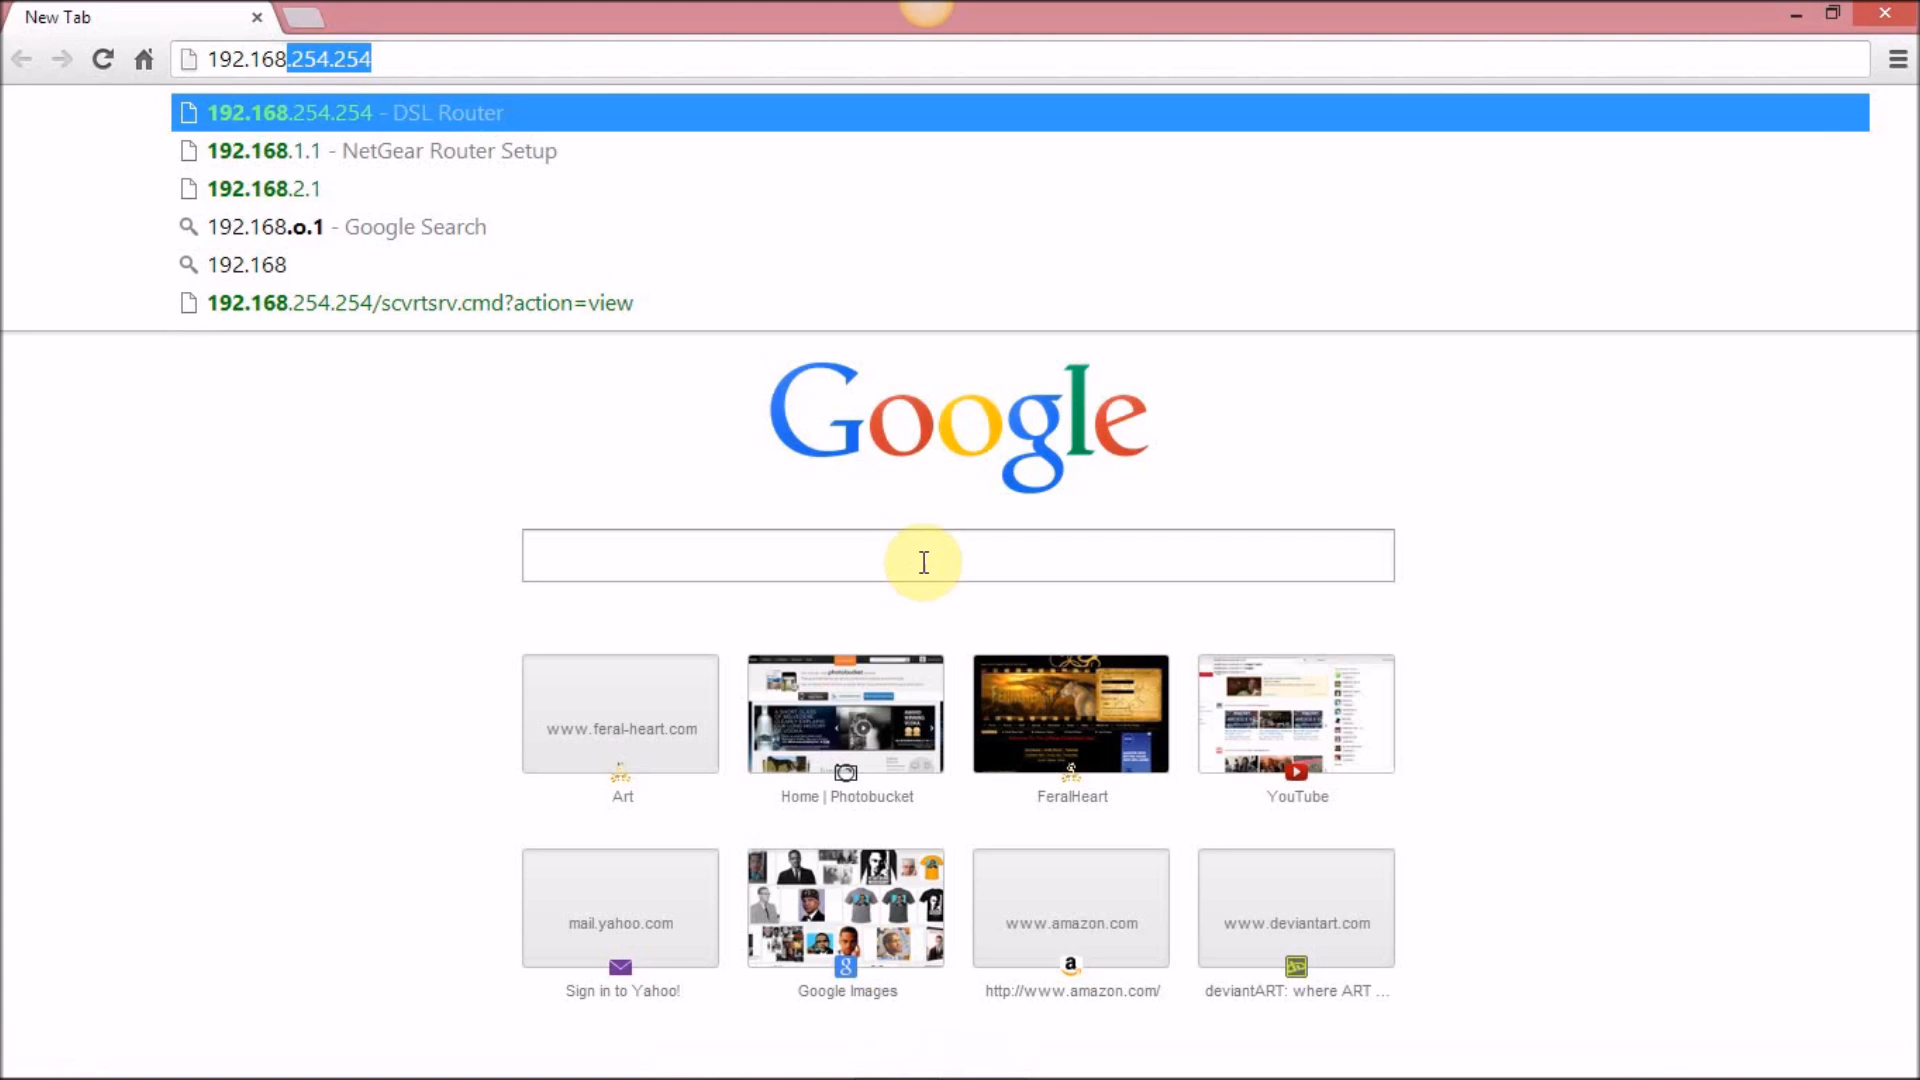 New Tab
192.168.254.254
192.168.254.254 - DSL Router
192.168.1.1 - NetGear Router Setup
192.168.2.1
192.168.o.1 - Google Search
192.168
192.168.254.254/scvrtsrv.cmd?action=view
Google
www.feral-heart.com
photobucket
Art
Home | Photobucket
FeralHeart
YouTube
mail.yahoo.com
www.amazon.com
www.deviantart.com
Sign in to Yahoo!
Google Images
http://www.amazon.com/
deviantART: where ART ...